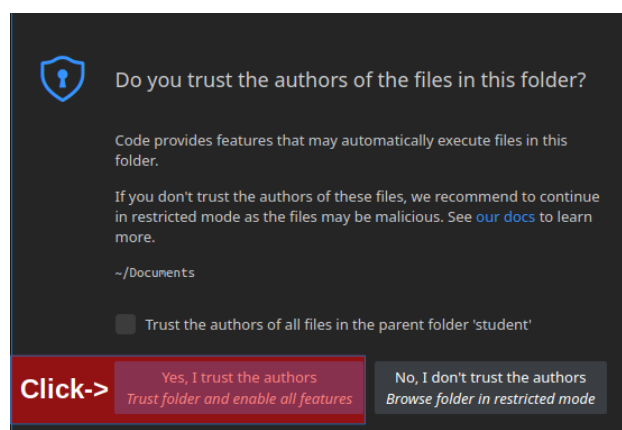 Do you trust the authors of the files in this folder?
Code provides features that may automatically execute files in this
folder.
If you don't trust the authors of these files, we recommend to continue
in restricted mode as the files may be malicious. See our docs to learn
more.
~/Documents
Trust the authors of all files in the parent folder 'student'
Click-> Yes, I trust the authors No, I don't trust the authors
Trust folder and enable all features Browse folder in restricted mode